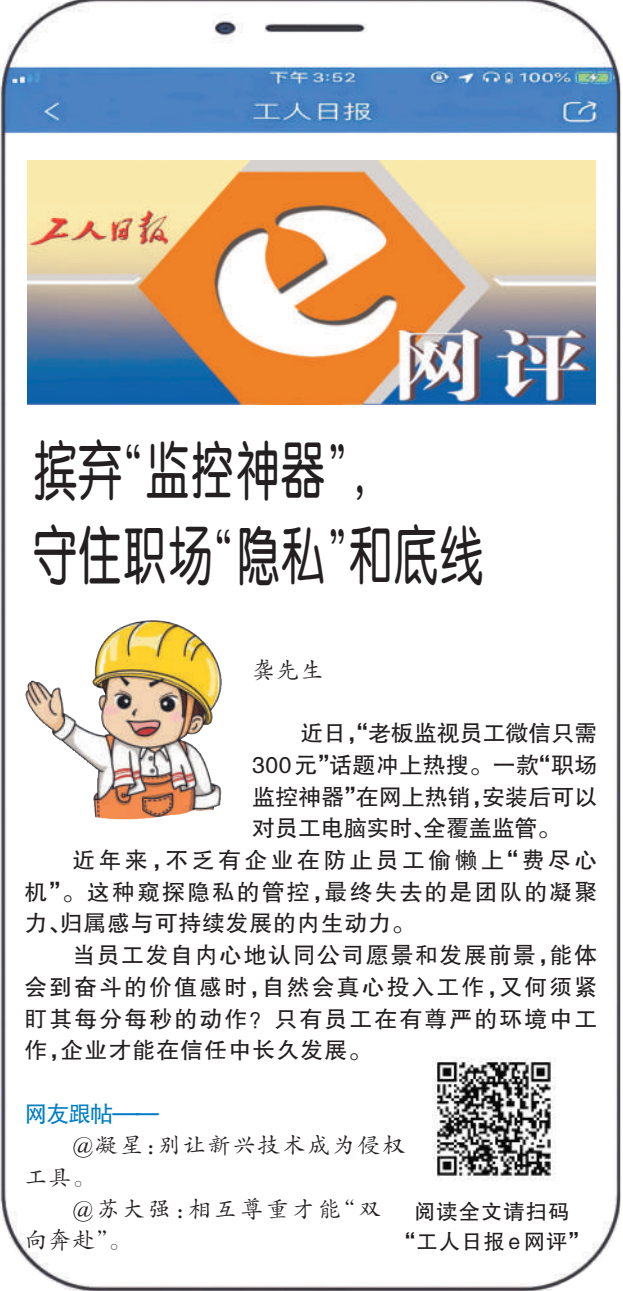 下午3:52
100%
工人日报
工人日报
e
网评
摈弃“监控神器”,
守住职场“隐私”和底线
龚先生
近日,“老板监视员工微信只需
300元”话题冲上热搜。一款“职场
监控神器”在网上热销,安装后可以
对员工电脑实时、全覆盖监管。
近年来,不乏有企业在防止员工偷懒上“费尽心
机”。这种窥探隐私的管控,最终失去的是团队的凝聚
力、归属感与可持续发展的内生动力。
当员工发自内心地认同公司愿景和发展前景,能体
会到奋斗的价值感时,自然会真心投入工作,又何须紧
盯其每分每秒的动作?只有员工在有尊严的环境中工
作,企业才能在信任中长久发展。
网友跟帖——
@凝星:别让新兴技术成为侵权
工具。
@苏大强:相互尊重才能“双
向奔赴”。
阅读全文请扫码
“工人日报e网评”